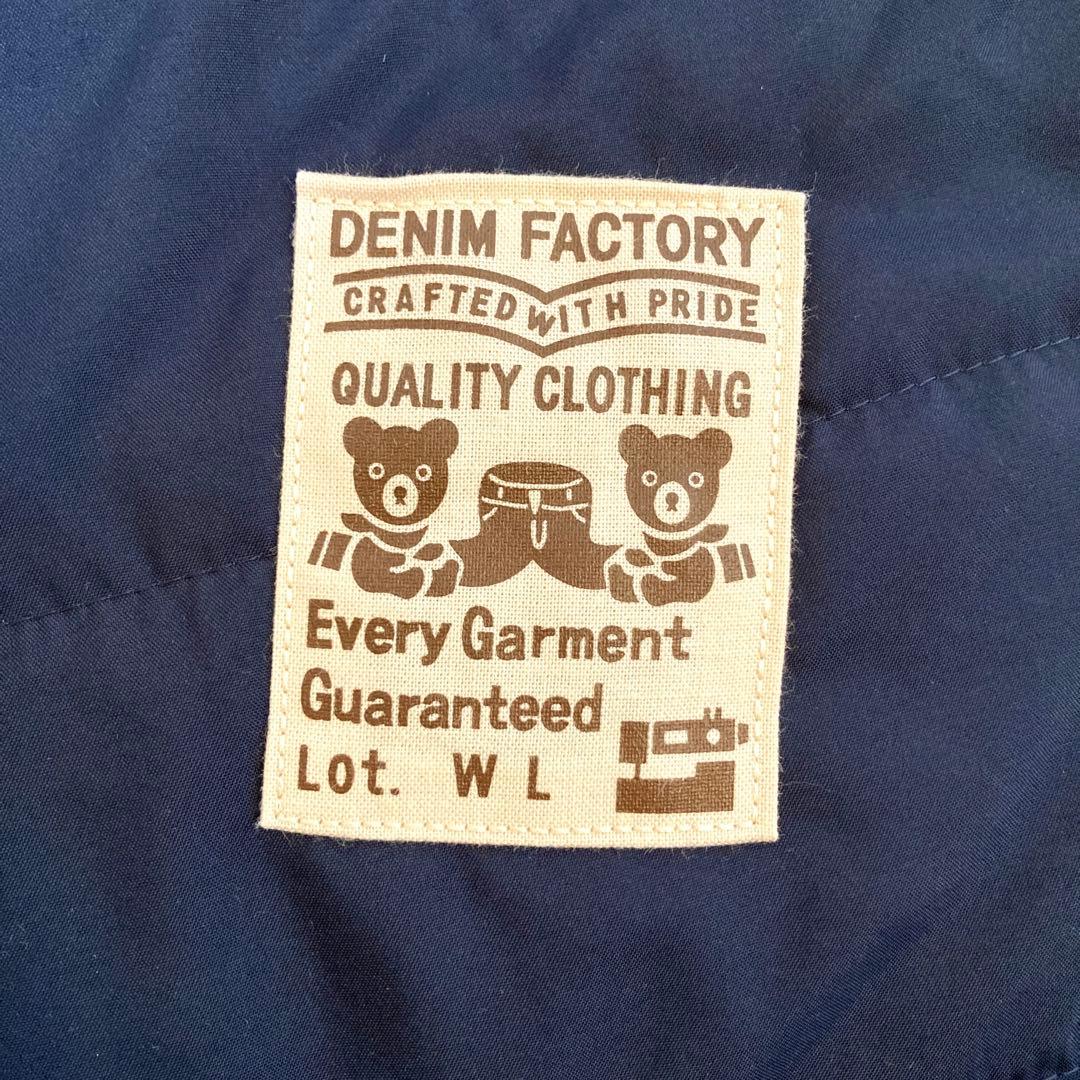 DENIM FACTORY
CRAFTED WITH PRIDE
QUALITY CLOTHING
Every Garment
Guaranteed
Lot. W L